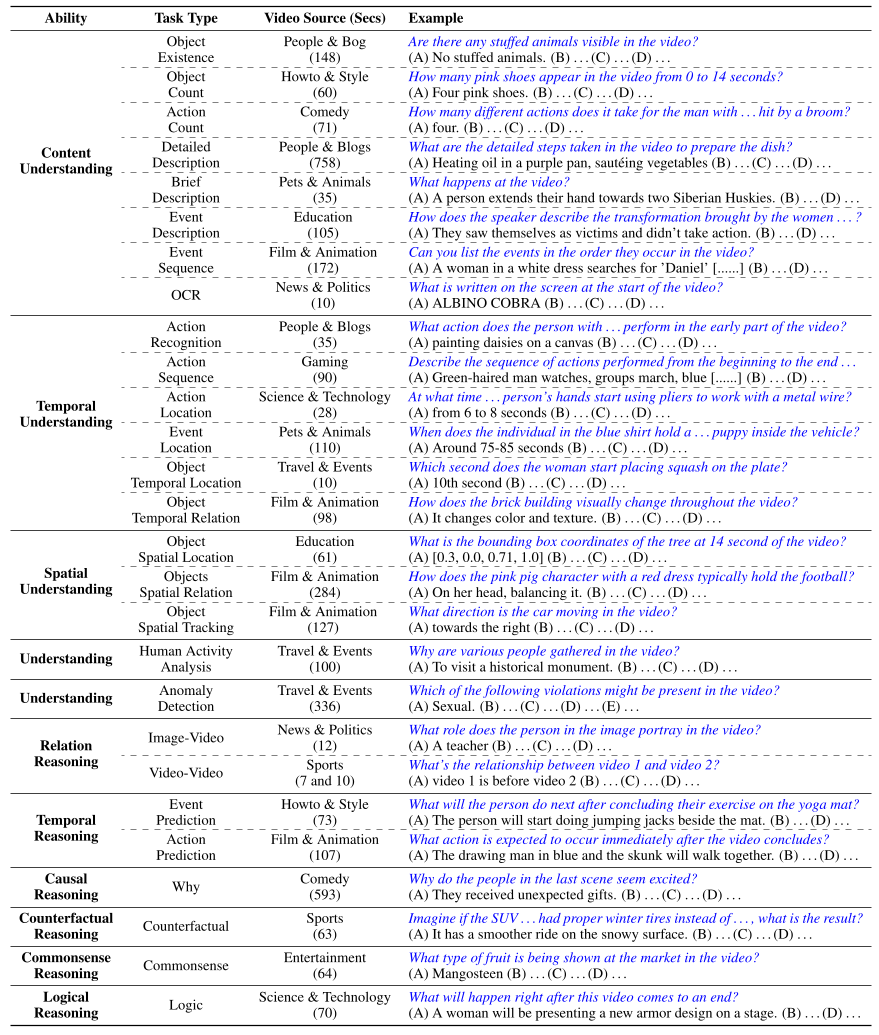 Ability Task Type Video Source (Secs) Example
Content
Understanding
Object
Existence
People & Bog
(148)
Are there any stuffed animals visible in the video?
(A) No stuffed animals. (B) ...(C) ...(D) ...
Object
Count
Howto & Style
(60)
How many pink shoes appear in the video from 0 to 14 seconds?
(A) Four pink shoes. (B) ...(C) ...(D) ...
Action
Count
Comedy
(71)
How many different actions does it take for the man with ... hit by a broom?
(A) four. (B) ...(C) ...(D) ...
Detailed
Description
People & Blogs
(758)
What are the detailed steps taken in the video to prepare the dish?
(A) Heating oil in a purple pan, sautéing vegetables (B) ...(C) ...(D) ...
Brief
Description
Pets & Animals
(35)
What happens at the video?
(A) A person extends their hand towards two Siberian Huskies. (B) ...(D) ...
Event
Description
Education
(105)
How does the speaker describe the transformation brought by the women ... ?
(A) They saw themselves as victims and didn't take action. (B) ...(D) ...
Event
Sequence
Film & Animation
(172)
Can you list the events in the order they occur in the video?
(A) A woman in a white dress searches for 'Daniel' [......] (B) ...(D) ...
OCR
News & Politics
(10)
What is written on the screen at the start of the video?
(A) ALBINO COBRA (B) ...(C) ...(D) ...
Temporal
Understanding
Action
Recognition
People & Blogs
(35)
What action does the person with ... perform in the early part of the video?
(A) painting daisies on a canvas (B) ...(C) ...(D) ...
Action
Sequence
Gaming
(90)
Describe the sequence of actions performed from the beginning to the end ...
(A) Green-haired man watches, groups march, blue [......] (B) ...(D) ...
Action
Location
Science & Technology
(28)
At what time ... person's hands start using pliers to work with a metal wire?
(A) from 6 to 8 seconds (B) ...(C) ...(D) ...
Event
Location
Pets & Animals
(110)
When does the individual in the blue shirt hold a ... puppy inside the vehicle?
(A) Around 75-85 seconds (B) ...(C) ...(D) ...
Object
Temporal Location
Travel & Events
(10)
Which second does the woman start placing squash on the plate?
(A) 10th second (B) ...(C) ...(D) ...
Object
Temporal Relation
Film & Animation
(98)
How does the brick building visually change throughout the video?
(A) It changes color and texture. (B) ...(C) ...(D) ...
Spatial
Understanding
Object
Spatial Location
Education
(61)
What is the bounding box coordinates of the tree at 14 second of the video?
(A) [0.3, 0.0, 0.71, 1.0] (B) ...(C) ...(D) ...
Objects
Spatial Relation
Film & Animation
(284)
How does the pink pig character with a red dress typically hold the football?
(A) On her head, balancing it. (B) ...(C) ...(D) ...
Object
Spatial Tracking
Film & Animation
(127)
What direction is the car moving in the video?
(A) towards the right (B) ...(C) ...(D) ...
Understanding
Human Activity
Analysis
Travel & Events
(100)
Why are various people gathered in the video?
(A) To visit a historical monument. (B) ...(C) ...(D) ...
Understanding
Anomaly
Detection
Travel & Events
(336)
Which of the following violations might be present in the video?
(A) Sexual. (B) ...(C) ...(D) ...(E) ...
Relation
Reasoning
Image-Video
News & Politics
(12)
What role does the person in the image portray in the video?
(A) A teacher (B) ...(C) ...(D) ...
Video-Video
Sports
(7 and 10)
What's the relationship between video 1 and video 2?
(A) video 1 is before video 2 (B) ...(C) ...(D) ...
Temporal
Reasoning
Event
Prediction
Howto & Style
(73)
What will the person do next after concluding their exercise on the yoga mat?
(A) The person will start doing jumping jacks beside the mat. (B) ...(D) ...
Action
Prediction
Film & Animation
(107)
What action is expected to occur immediately after the video concludes?
(A) The drawing man in blue and the skunk will walk together. (B) ...(D) ...
Causal
Reasoning
Why
Comedy
(593)
Why do the people in the last scene seem excited?
(A) They received unexpected gifts. (B) ...(C) ...(D) ...
Counterfactual
Reasoning
Counterfactual
Sports
(63)
Imagine if the SUV ... had proper winter tires instead of ..., what is the result?
(A) It has a smoother ride on the snowy surface. (B) ...(C) ...(D) ...
Commonsense
Reasoning
Commonsense
Entertainment
(64)
What type of fruit is being shown at the market in the video?
(A) Mangosteen (B) ...(C) ...(D) ...
Logical
Reasoning
Logic
Science & Technology
(70)
What will happen right after this video comes to an end?
(A) A woman will be presenting a new armor design on a stage. (B) ...(D) ...